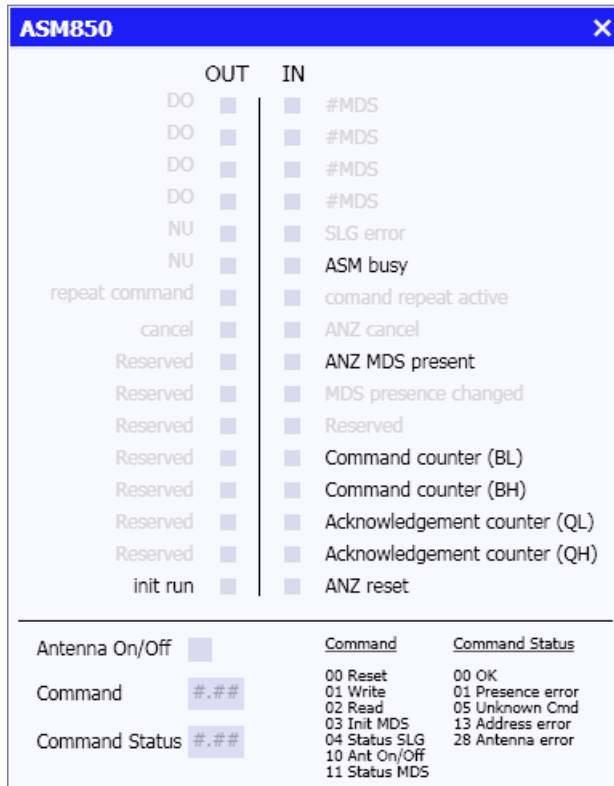 ASM850
OUT IN
DO #MDS
DO #MDS
DO #MDS
DO #MDS
NU SLG error
NU ASM busy
repeat command comand repeat active
cancel ANZ cancel
Reserved ANZ MDS present
Reserved MDS presence changed
Reserved Reserved
Reserved Command counter (BL)
Reserved Command counter (BH)
Reserved Acknowledgement counter (QL)
Reserved Acknowledgement counter (QH)
init run ANZ reset
Antenna On/Off
Command #.##
Command Status #.##
Command
00 Reset
01 Write
02 Read
03 Init MDS
04 Status SLG
10 Ant On/Off
11 Status MDS
Command Status
00 OK
01 Presence error
05 Unknown Cmd
13 Address error
28 Antenna error